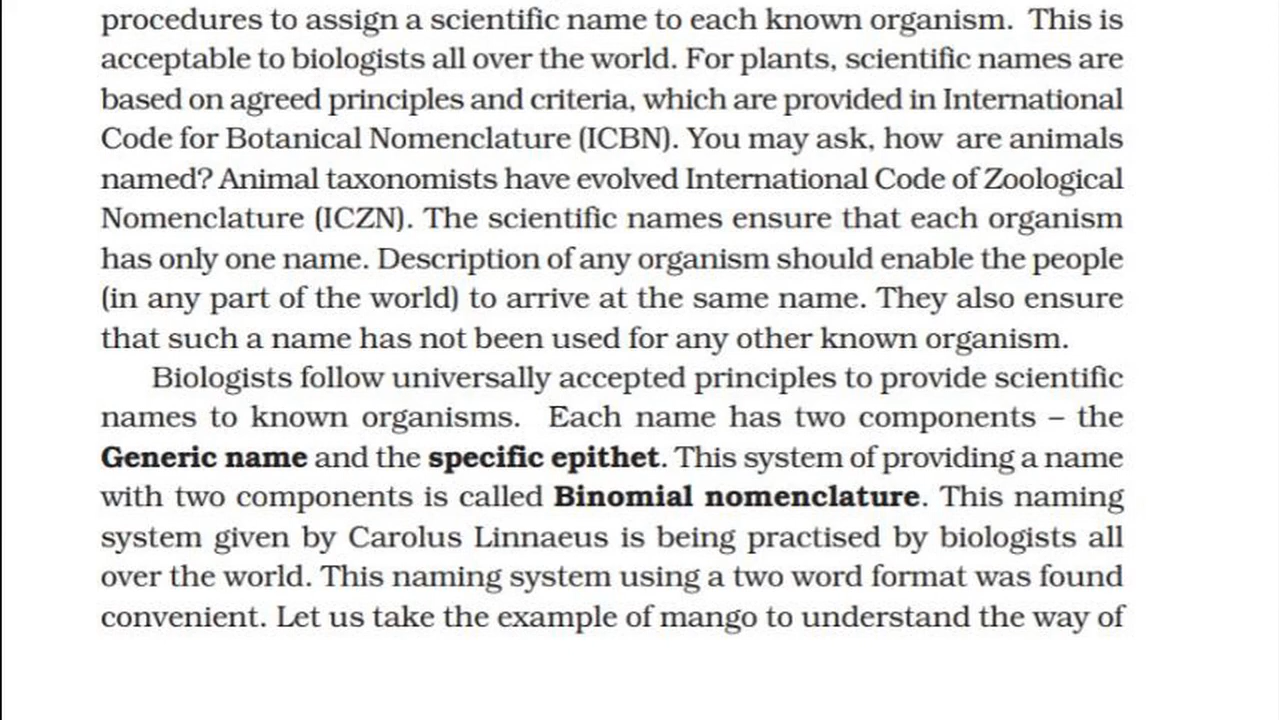 procedures to assign a scientific name to each known organism. This is
acceptable to biologists all over the world. For plants, scientific names are
based on agreed principles and criteria, which are provided in International
Code for Botanical Nomenclature (ICBN). You may ask, how are animals
named? Animal taxonomists have evolved International Code of Zoological
Nomenclature (ICZN). The scientific names ensure that each organism
has only one name. Description of any organism should enable the people
(in any part of the world) to arrive at the same name. They also ensure
that such a name has not been used for any other known organism.
Biologists follow universally accepted principles to provide scientific
names to known organisms. Each name has two components – the
Generic name and the specific epithet. This system of providing a name
with two components is called Binomial nomenclature. This naming
system given by Carolus Linnaeus is being practised by biologists all
over the world. This naming system using a two word format was found
convenient. Let us take the example of mango to understand the way of